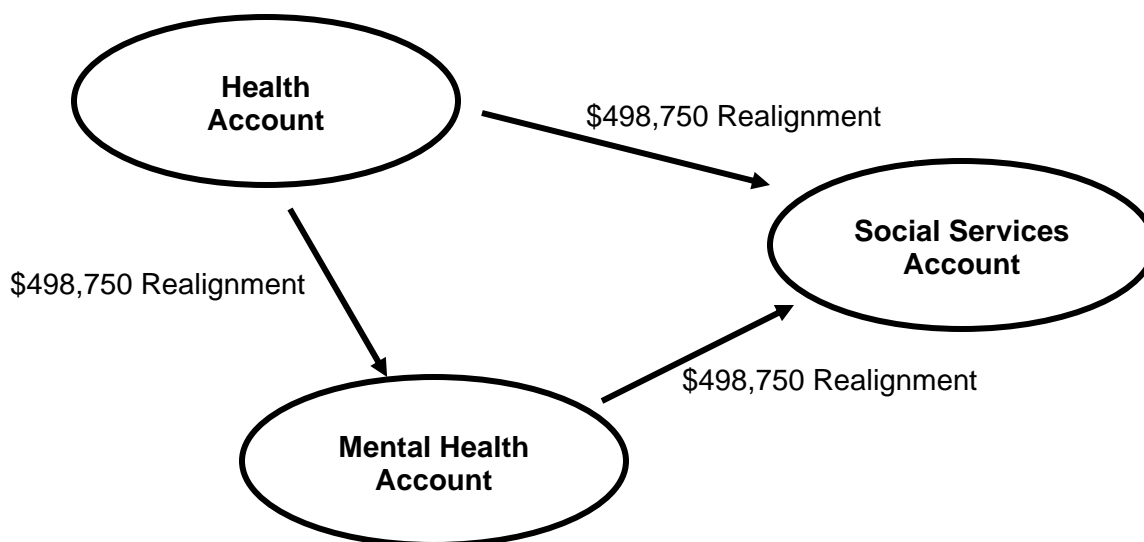 Health
Account
$498,750 Realignment
Social Services
Account
$498,750 Realignment
$498,750 Realignment
Mental Health
Account